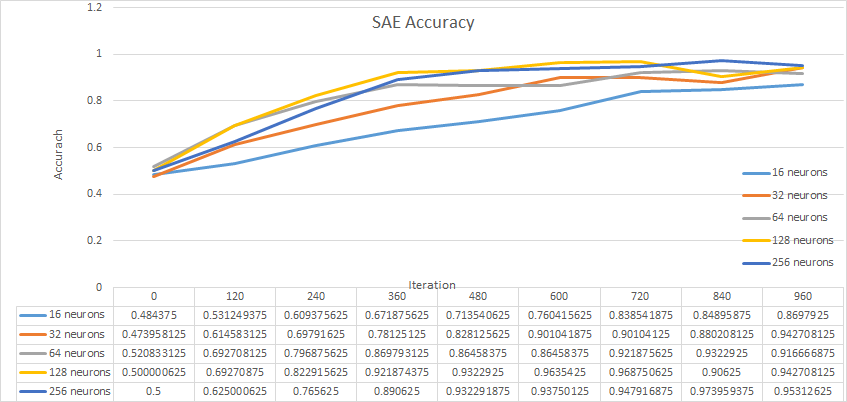 SAE Accuracy
1.2
1
0.8
0.6
0.4
0.2
0
Accurach
16 neurons
32 neurons
64 neurons
128 neurons
256 neurons
Iteration
0 120 240 360 480 600 720 840 960
16 neurons 0.484375 0.531249375 0.609375625 0.671875625 0.713540625 0.760415625 0.838541875 0.84895875 0.8697925
32 neurons 0.473958125 0.614583125 0.69791625 0.78125125 0.828125625 0.901041875 0.90104125 0.880208125 0.942708125
64 neurons 0.520833125 0.692708125 0.796875625 0.869793125 0.86458375 0.86458375 0.921875625 0.9322925 0.916666875
128 neurons 0.500000625 0.69270875 0.822915625 0.921874375 0.9322925 0.9635425 0.968750625 0.90625 0.942708125
256 neurons 0.5 0.625000625 0.765625 0.890625 0.932291875 0.93750125 0.947916875 0.973959375 0.95312625